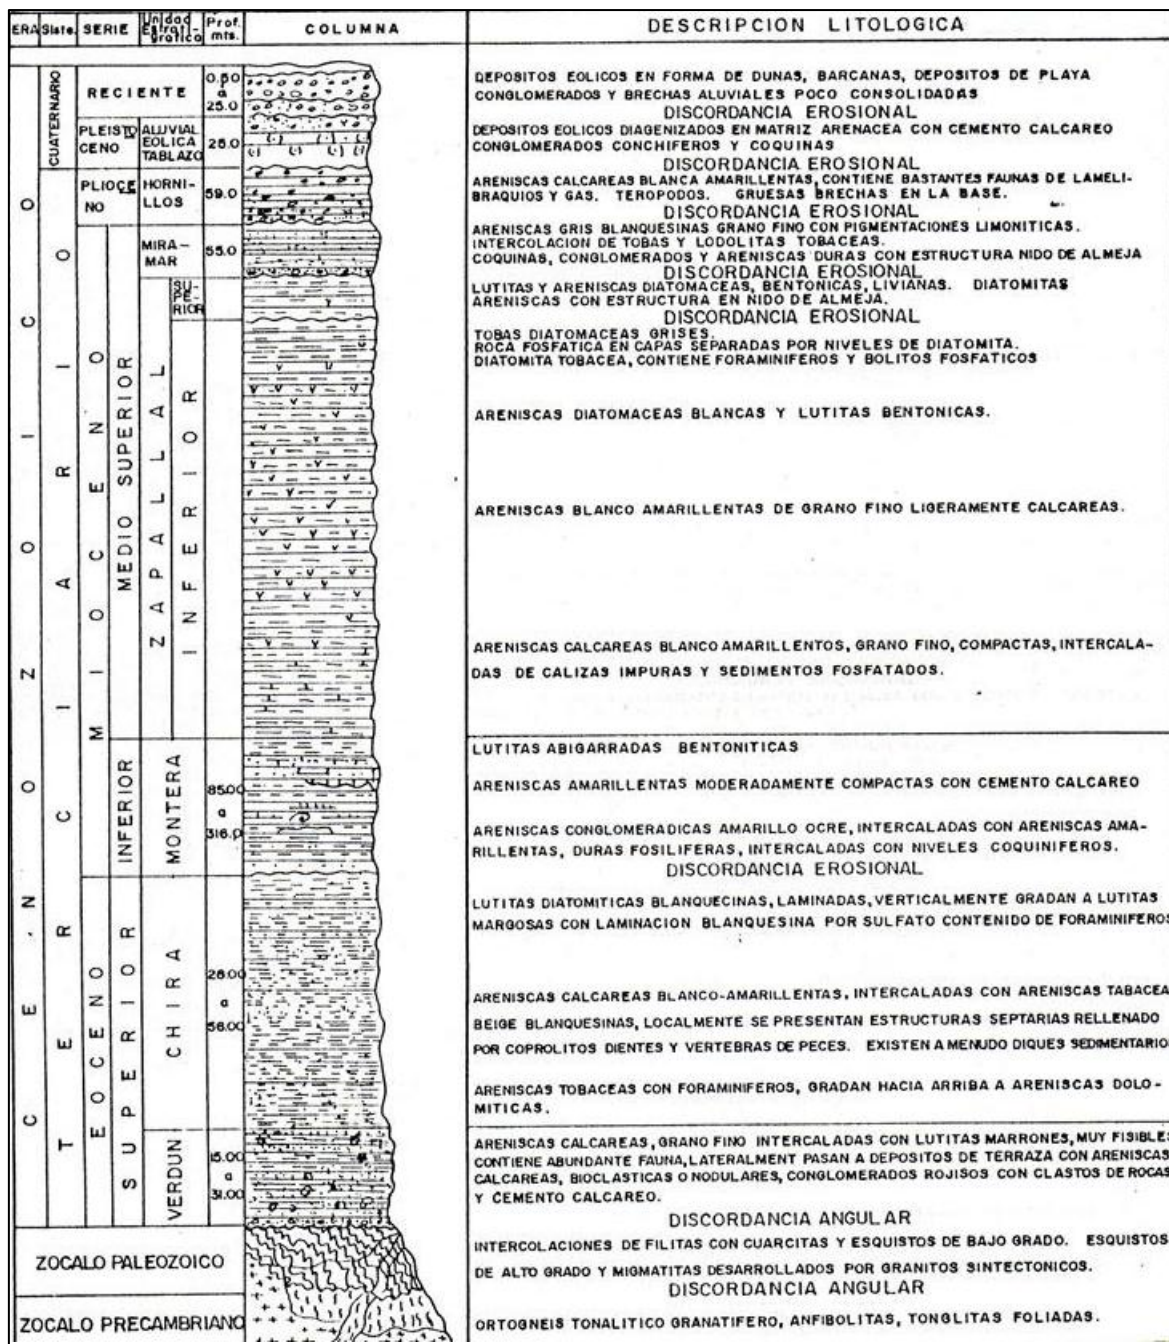 ERA Siste. SERIE Unidad Estrati- grafica Prof. mts. COLUMNA DESCRIPCION LITOLOGICA
CENOZOICO
CUATERNARIO
TERCIARIO
RECIENTE
0.50
a
25.0
DEPOSITOS EOLICOS EN FORMA DE DUNAS, BARCANAS, DEPOSITOS DE PLAYA
CONGLOMERADOS Y BRECHAS ALUVIALES POCO CONSOLIDADAS
DISCORDANCIA EROSIONAL
PLEISTO
CENO
ALUVIAL
EOLICA
TABLAZO
25.0
DEPOSITOS EOLICOS DIAGENIZADOS EN MATRIZ ARENACEA CON CEMENTO CALCAREO
CONGLOMERADOS CONCHIFEROS Y COQUINAS
DISCORDANCIA EROSIONAL
PLIOCE
NO
HORNI-
LLOS
59.0
ARENISCAS CALCAREAS BLANCA AMARILLENTAS, CONTIENE BASTANTES FAUNAS DE LAMELI-
BRAQUIOS Y GAS. TEROPODOS. GRUESAS BRECHAS EN LA BASE.
DISCORDANCIA EROSIONAL
MIOCENO
MEDIO SUPERIOR
MIRA-
MAR
55.0
ARENISCAS GRIS BLANQUESINAS GRANO FINO CON PIGMENTACIONES LIMONITICAS.
INTERCOLACION DE TOBAS Y LODOLITAS TOBACEAS.
COQUINAS, CONGLOMERADOS Y ARENISCAS DURAS CON ESTRUCTURA NIDO DE ALMEJA
DISCORDANCIA EROSIONAL
ZAPALLAL
SU-
PE-
RIOR
LUTITAS Y ARENISCAS DIATOMACEAS, BENTONICAS, LIVIANAS. DIATOMITAS
ARENISCAS CON ESTRUCTURA EN NIDO DE ALMEJA.
DISCORDANCIA EROSIONAL
INFERIOR
TOBAS DIATOMACEAS GRISES.
ROCA FOSFATICA EN CAPAS SEPARADAS POR NIVELES DE DIATOMITA.
DIATOMITA TOBACEA, CONTIENE FORAMINIFEROS Y BOLITOS FOSFATICOS
ARENISCAS DIATOMACEAS BLANCAS Y LUTITAS BENTONICAS.
ARENISCAS BLANCO AMARILLENTAS DE GRANO FINO LIGERAMENTE CALCAREAS.
ARENISCAS CALCAREAS BLANCO AMARILLENTOS, GRANO FINO, COMPACTAS, INTERCALA-
DAS DE CALIZAS IMPURAS Y SEDIMENTOS FOSFATADOS.
INFERIOR
MONTERA
85.00
a
316.0
LUTITAS ABIGARRADAS BENTONITICAS
ARENISCAS AMARILLENTAS MODERADAMENTE COMPACTAS CON CEMENTO CALCAREO
ARENISCAS CONGLOMERADICAS AMARILLO OCRE, INTERCALADAS CON ARENISCAS AMA-
RILLENTAS, DURAS FOSILIFERAS, INTERCALADAS CON NIVELES COQUINIFEROS.
DISCORDANCIA EROSIONAL
EOCENO
SUPERIOR
CHIRA
28.00
a
56.00
LUTITAS DIATOMITICAS BLANQUECINAS, LAMINADAS, VERTICALMENTE GRADAN A LUTITAS
MARGOSAS CON LAMINACION BLANQUESINA POR SULFATO CONTENIDO DE FORAMINIFEROS
ARENISCAS CALCAREAS BLANCO-AMARILLENTAS, INTERCALADAS CON ARENISCAS TABACEA
BEIGE BLANQUESINAS, LOCALMENTE SE PRESENTAN ESTRUCTURAS SEPTARIAS RELLENADO
POR COPROLITOS DIENTES Y VERTEBRAS DE PECES. EXISTEN A MENUDO DIQUES SEDIMENTARIO
ARENISCAS TOBACEAS CON FORAMINIFEROS, GRADAN HACIA ARRIBA A ARENISCAS DOLO-
MITICAS.
VERDUN
15.00
a
31.00
ARENISCAS CALCAREAS, GRANO FINO INTERCALADAS CON LUTITAS MARRONES, MUY FISIBLES
CONTIENE ABUNDANTE FAUNA, LATERALMENT PASAN A DEPOSITOS DE TERRAZA CON ARENISCAS
CALCAREAS, BIOCLASTICAS O NODULARES, CONGLOMERADOS ROJISOS CON CLASTOS DE ROCAS
Y CEMENTO CALCAREO.
DISCORDANCIA ANGULAR
ZOCALO PALEOZOICO
INTERCOLACIONES DE FILITAS CON CUARCITAS Y ESQUISTOS DE BAJO GRADO. ESQUISTOS
DE ALTO GRADO Y MIGMATITAS DESARROLLADOS POR GRANITOS SINTECTONICOS.
DISCORDANCIA ANGULAR
ZOCALO PRECAMBRIANO
ORTOGNEIS TONALITICO GRANATIFERO, ANFIBOLITAS, TONGLITAS FOLIADAS.